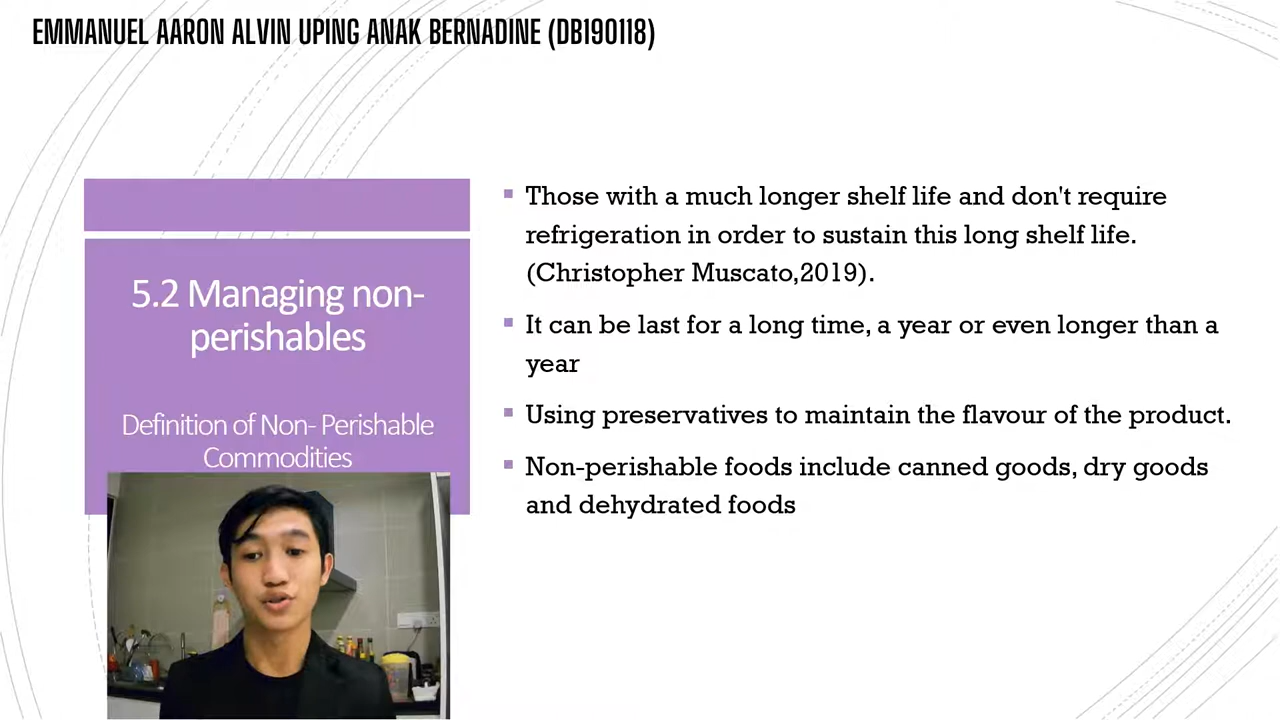 EMMANUEL AARON ALVIN UPING ANAK BERNADINE (DB190118)
5.2 Managing non-
perishables
Definition of Non- Perishable
Commodities
Those with a much longer shelf life and don't require
refrigeration in order to sustain this long shelf life.
(Christopher Muscato,2019).
It can be last for a long time, a year or even longer than a
year
Using preservatives to maintain the flavour of the product.
Non-perishable foods include canned goods, dry goods
and dehydrated foods